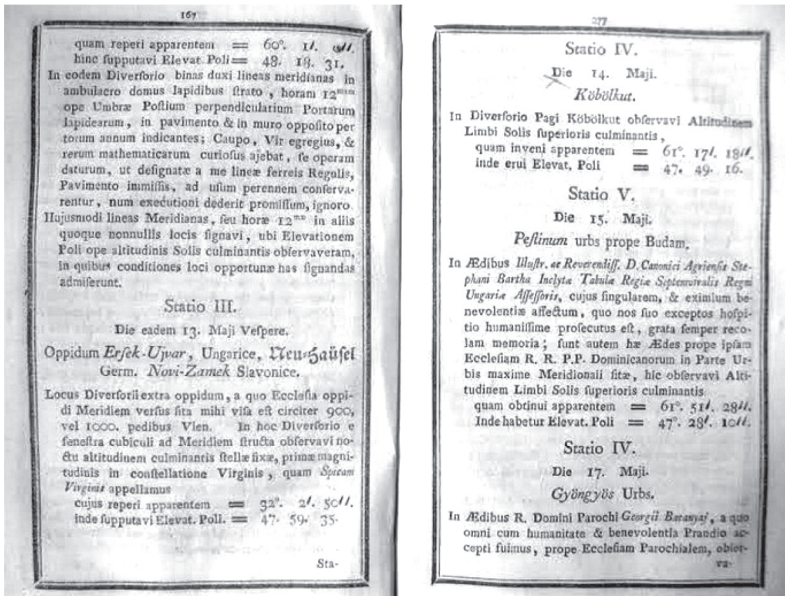 167
quam reperi apparentem = 60°. 1′.
hinc ſupputavi Elevat. Poli = 48. 18. 31.
In eodem Diverſorio binas duxi lineas meridianas in
ambulacro domus lapidibus ſtrato, horam 12
ope Umbræ Poſtium perpendicularium Portarum
lapidearum, in pavimento & in muro oppoſito per
totum annum indicantes; Caupo, Vir egregius, &
rerum mathematicarum curioſus ajebat, ſe operam
daturum, ut deſignatæ a me lineæ ferreis Regulis,
Pavimento immiſſis, ad uſum perennem conſerva-
rentur, num executioni dederit promiſſum, ignoro.
Hujusmodi lineas Meridianas, ſeu horæ 12 in aliis
quoque nonnullis locis ſignavi, ubi Elevationem
Poli ope altitudinis Solis culminantis obſervaveram,
in quibus conditiones loci opportunæ has ſignandas
admiſerunt.
Statio III.
Die eadem 13. Maji Veſpere.
Oppidum Erſek-Ujvar, Ungarice, Neu-Haüſel
Germ. Novi-Zamek Slavonice.
Locus Diverſorii extra oppidum, a quo Eccleſia oppi-
di Meridiem verſus ſita mihi viſa eſt circiter 900,
vel 1000. pedibus Vien. In hoc Diverſorio e
feneſtra cubiculi ad Meridiem ſtructa obſervavi no-
ctu altitudinem culminantis ſtellæ fixæ, primæ magni-
tudinis in conſtellatione Virginis, quam Spicam
Virginis appellamus
cujus reperi apparentem = 32°. 2′. 50″.
inde ſupputavi Elevat. Poli. = 47. 59. 35.
Sta-
277
Statio IV.
Die 14. Maji.
Köbölkut.
In Diverſorio Pagi Köbölkut obſervavi Altitudinem
Limbi Solis ſuperioris culminantis,
quam inveni apparentem = 61°. 17′. 18″.
inde erui Elevat. Poli = 47. 49. 16.
Statio V.
Die 15. Maji.
Peſtinum urbs prope Budam.
In Ædibus Illuſtr. ac Reverendiſſ. D. Canonici Agrienſis Ste-
phani Bartha Inclytæ Tabulæ Regiæ Septemviralis Regni
Ungariæ Aſſeſſoris, cujus ſingularem, & eximium be-
nevolentiæ affectum, quo nos ſuo exceptos hoſpi-
tio humaniſſime proſecutus eſt, grata ſemper reco-
lam memoria; ſunt autem hæ Ædes prope ipſam
Eccleſiam R. R. P.P. Dominicanorum in Parte Ur-
bis maxime Meridionali ſitæ, hic obſervavi Alti-
tudinem Limbi Solis ſuperioris culminantis
quam obtinui apparentem = 61°. 51′. 28″.
Inde habetur Elevat. Poli = 47°. 28′. 10″.
Statio IV.
Die 17. Maji.
Gyöngyös Urbs.
In Ædibus R. Domini Parochi Georgii Baranyai, a quo
omni cum humanitate & benevolentia Prandio ac-
cepti fuimus, prope Eccleſiam Parochialem, obſer-
va-